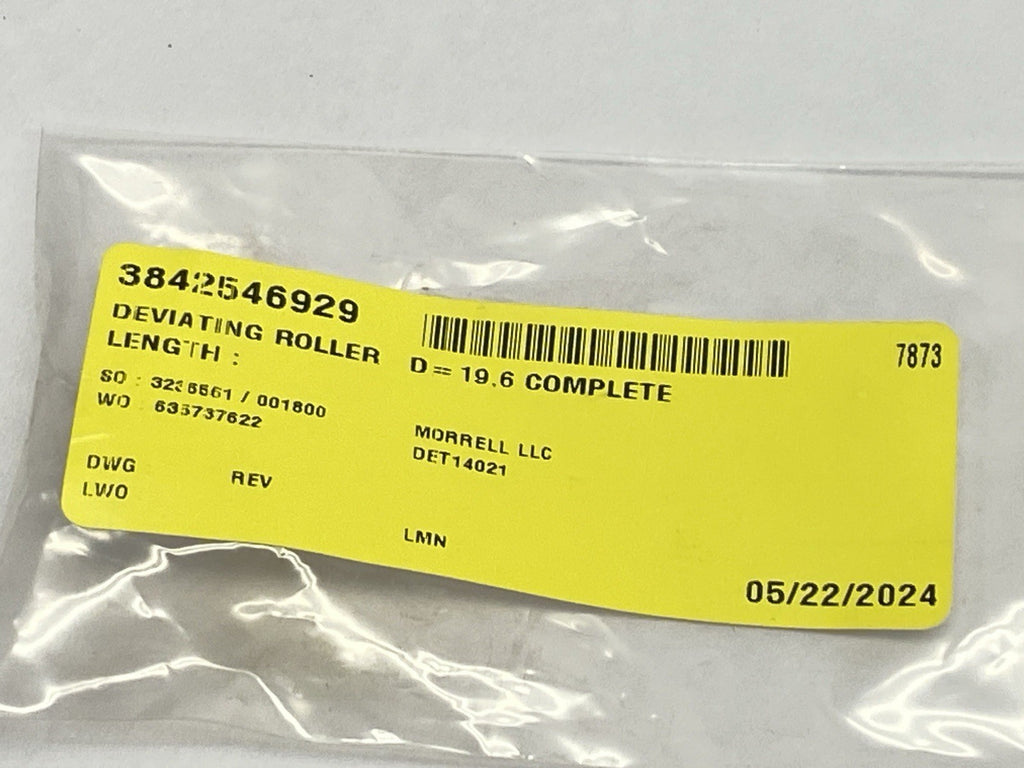 3842546929
7873
DEVIATING ROLLER D = 19.6 COMPLETE
LENGTH :
SO : / 001800
WO 635737622
MORRELL LLC
DET14021
DWG REV
LWO
LMN
05/22/2024